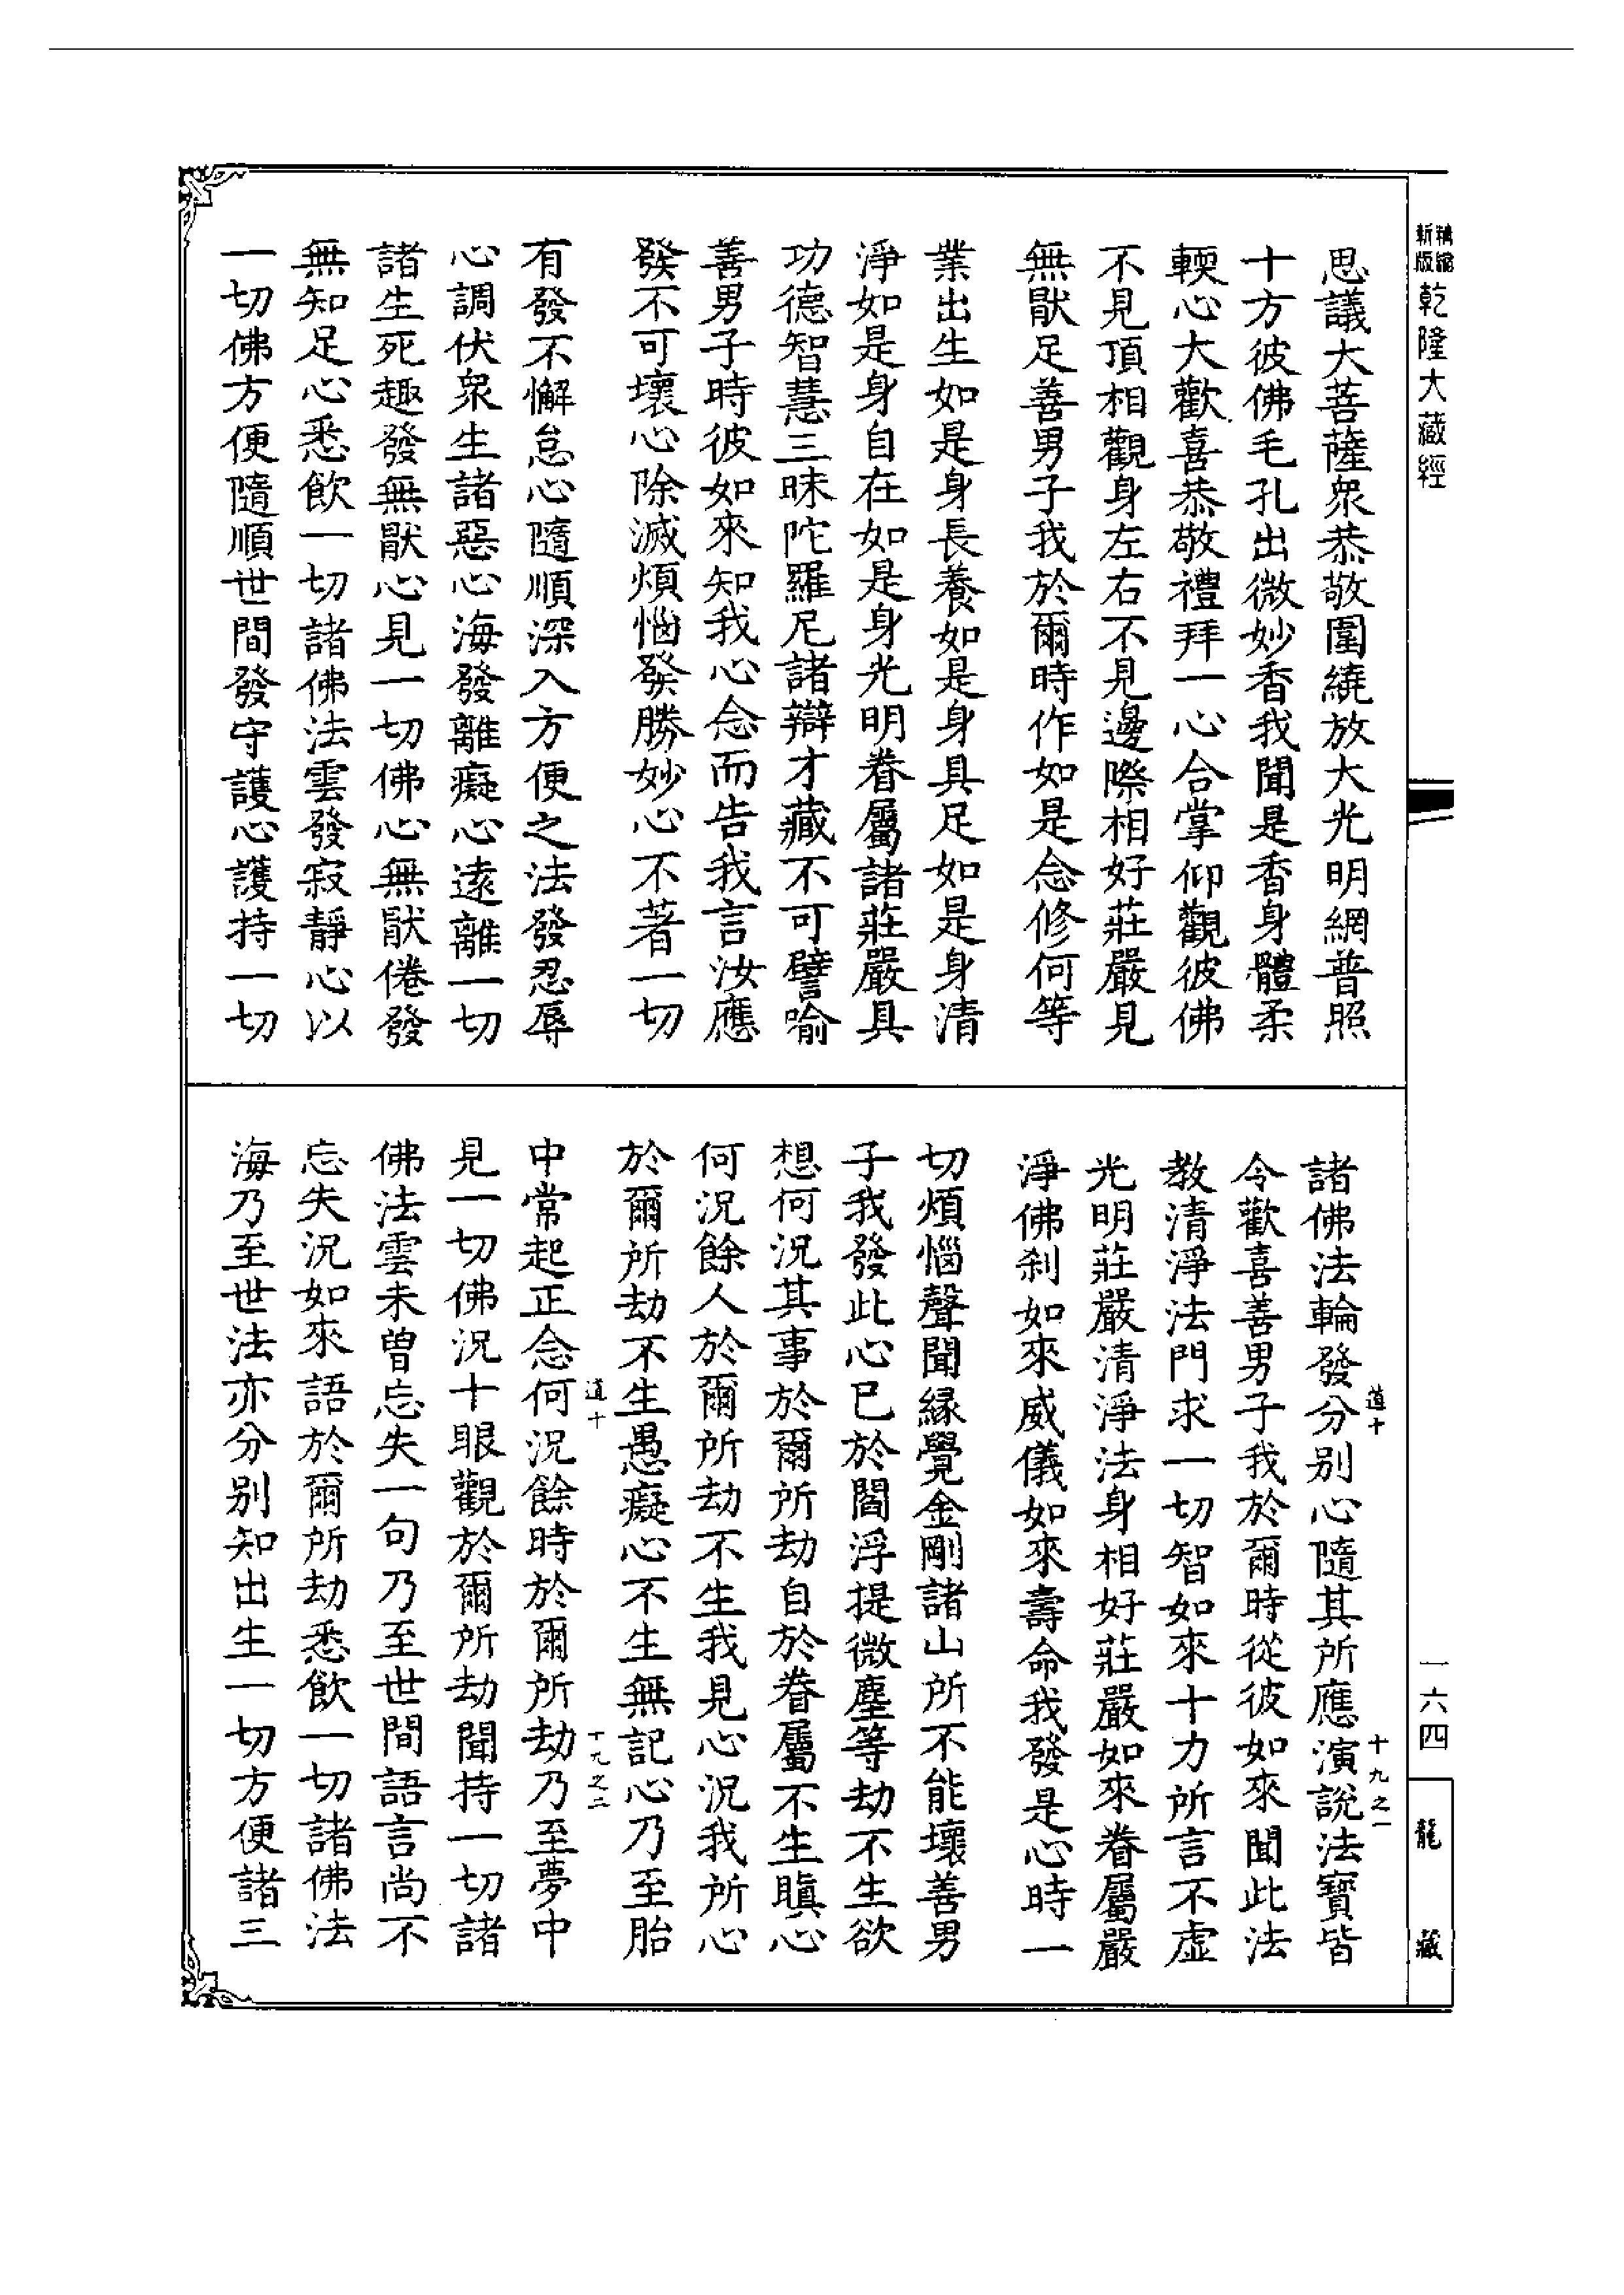 精縮新版乾隆大藏經
思議大菩薩衆恭敬圍繞放大光明網普照
十方彼佛毛孔出微妙香我聞是香身體柔
輭心大歡喜恭敬禮拜一心合掌仰觀彼佛
不見頂相觀身左右不見邊際相好莊嚴見
無猒足善男子我於爾時作如是念修何等
業出生如是身長養如是身具足如是身清
淨如是身自在如是身光明眷屬諸莊嚴具
功德智慧三昧陀羅尼諸辯才藏不可譬喻
善男子時彼如來知我心念而告我言汝應
發不可壞心除滅煩惱發勝妙心不著一切
有發不懈怠心隨順深入方便之法發忍辱
心調伏衆生諸惡心海發離癡心遠離一切
諸生死趣發無猒心見一切佛心無猒倦發
無知足心悉飲一切諸佛法雲發寂靜心以
一切佛方便隨順世間發守護心護持一切
諸佛法輪發分別心隨其所應演說法寶皆
令歡喜善男子我於爾時從彼如來聞此法
教清淨法門求一切智如來十力所言不虛
光明莊嚴清淨法身相好莊嚴如來眷屬嚴
淨佛刹如來威儀如來壽命我發是心時一
切煩惱聲聞緣覺金剛諸山所不能壞善男
子我發此心已於閻浮提微塵等劫不生欲
想何況其事於爾所劫自於眷屬不生瞋心
何況餘人於爾所劫不生我見心況我所心
於爾所劫不生愚癡心不生無記心乃至胎
中常起正念何況餘時於爾所劫乃至夢中
見一切佛況十眼觀於爾所劫聞持一切諸
佛法雲未曾忘失一句乃至世間語言尚不
忘失況如來語於爾所劫悉飲一切諸佛法
海乃至世法亦分別知出生一切方便諸三
道十
十九之一
道十
十九之二
一六四
龍藏